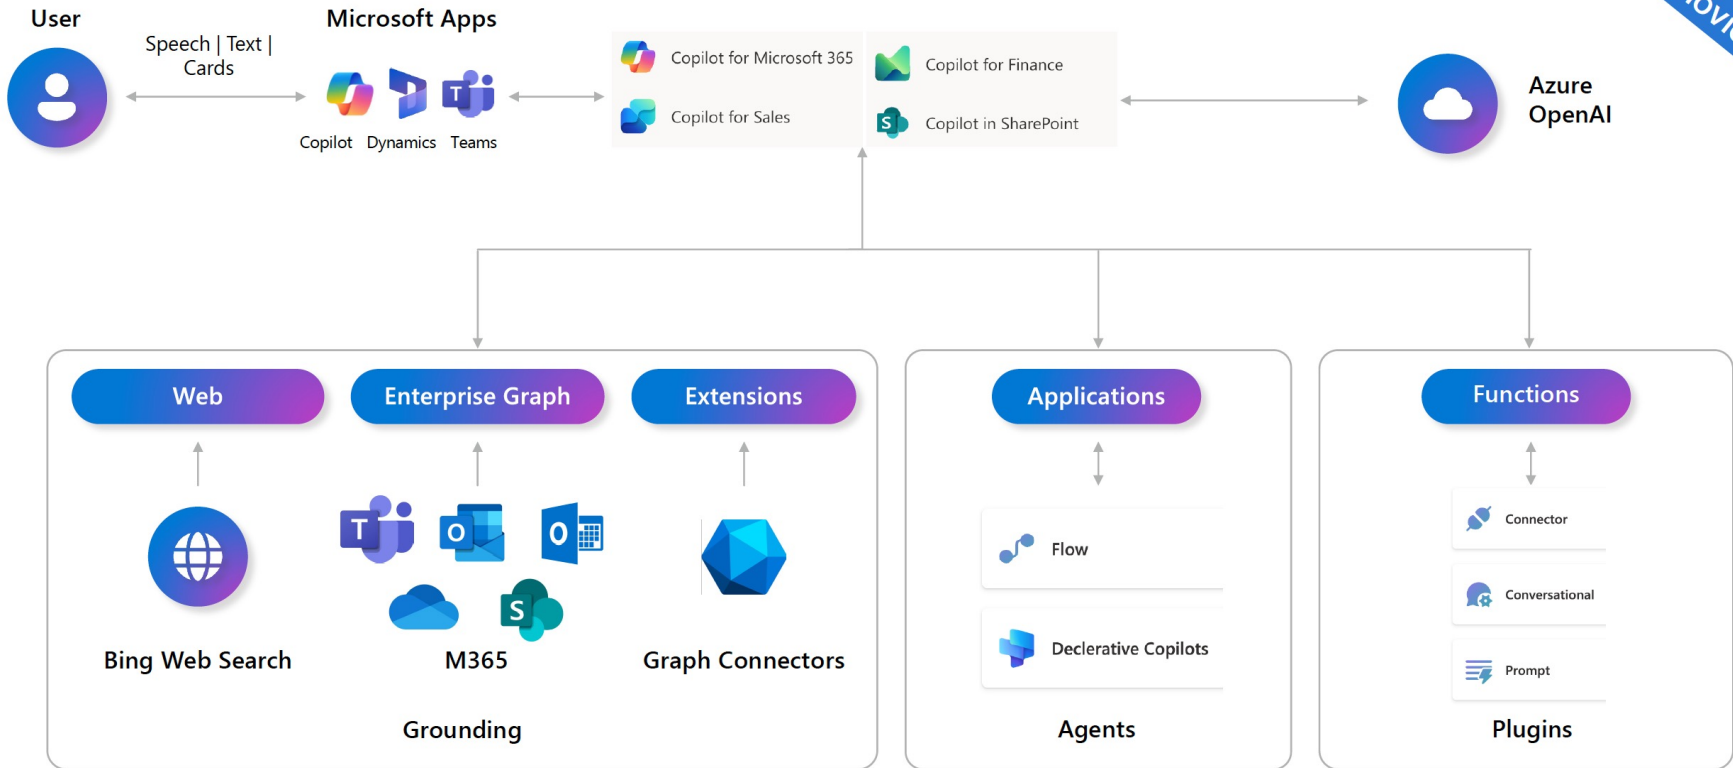 User
Speech | Text |
Cards
Microsoft Apps
Copilot
Dynamics
Teams
Copilot for Microsoft 365
Copilot for Finance
Copilot for Sales
Copilot in SharePoint
Azure
OpenAI
Web
Enterprise Graph
Extensions
Bing Web Search
M365
Graph Connectors
Grounding
Applications
Flow
Declerative Copilots
Agents
Functions
Connector
Conversational
Prompt
Plugins